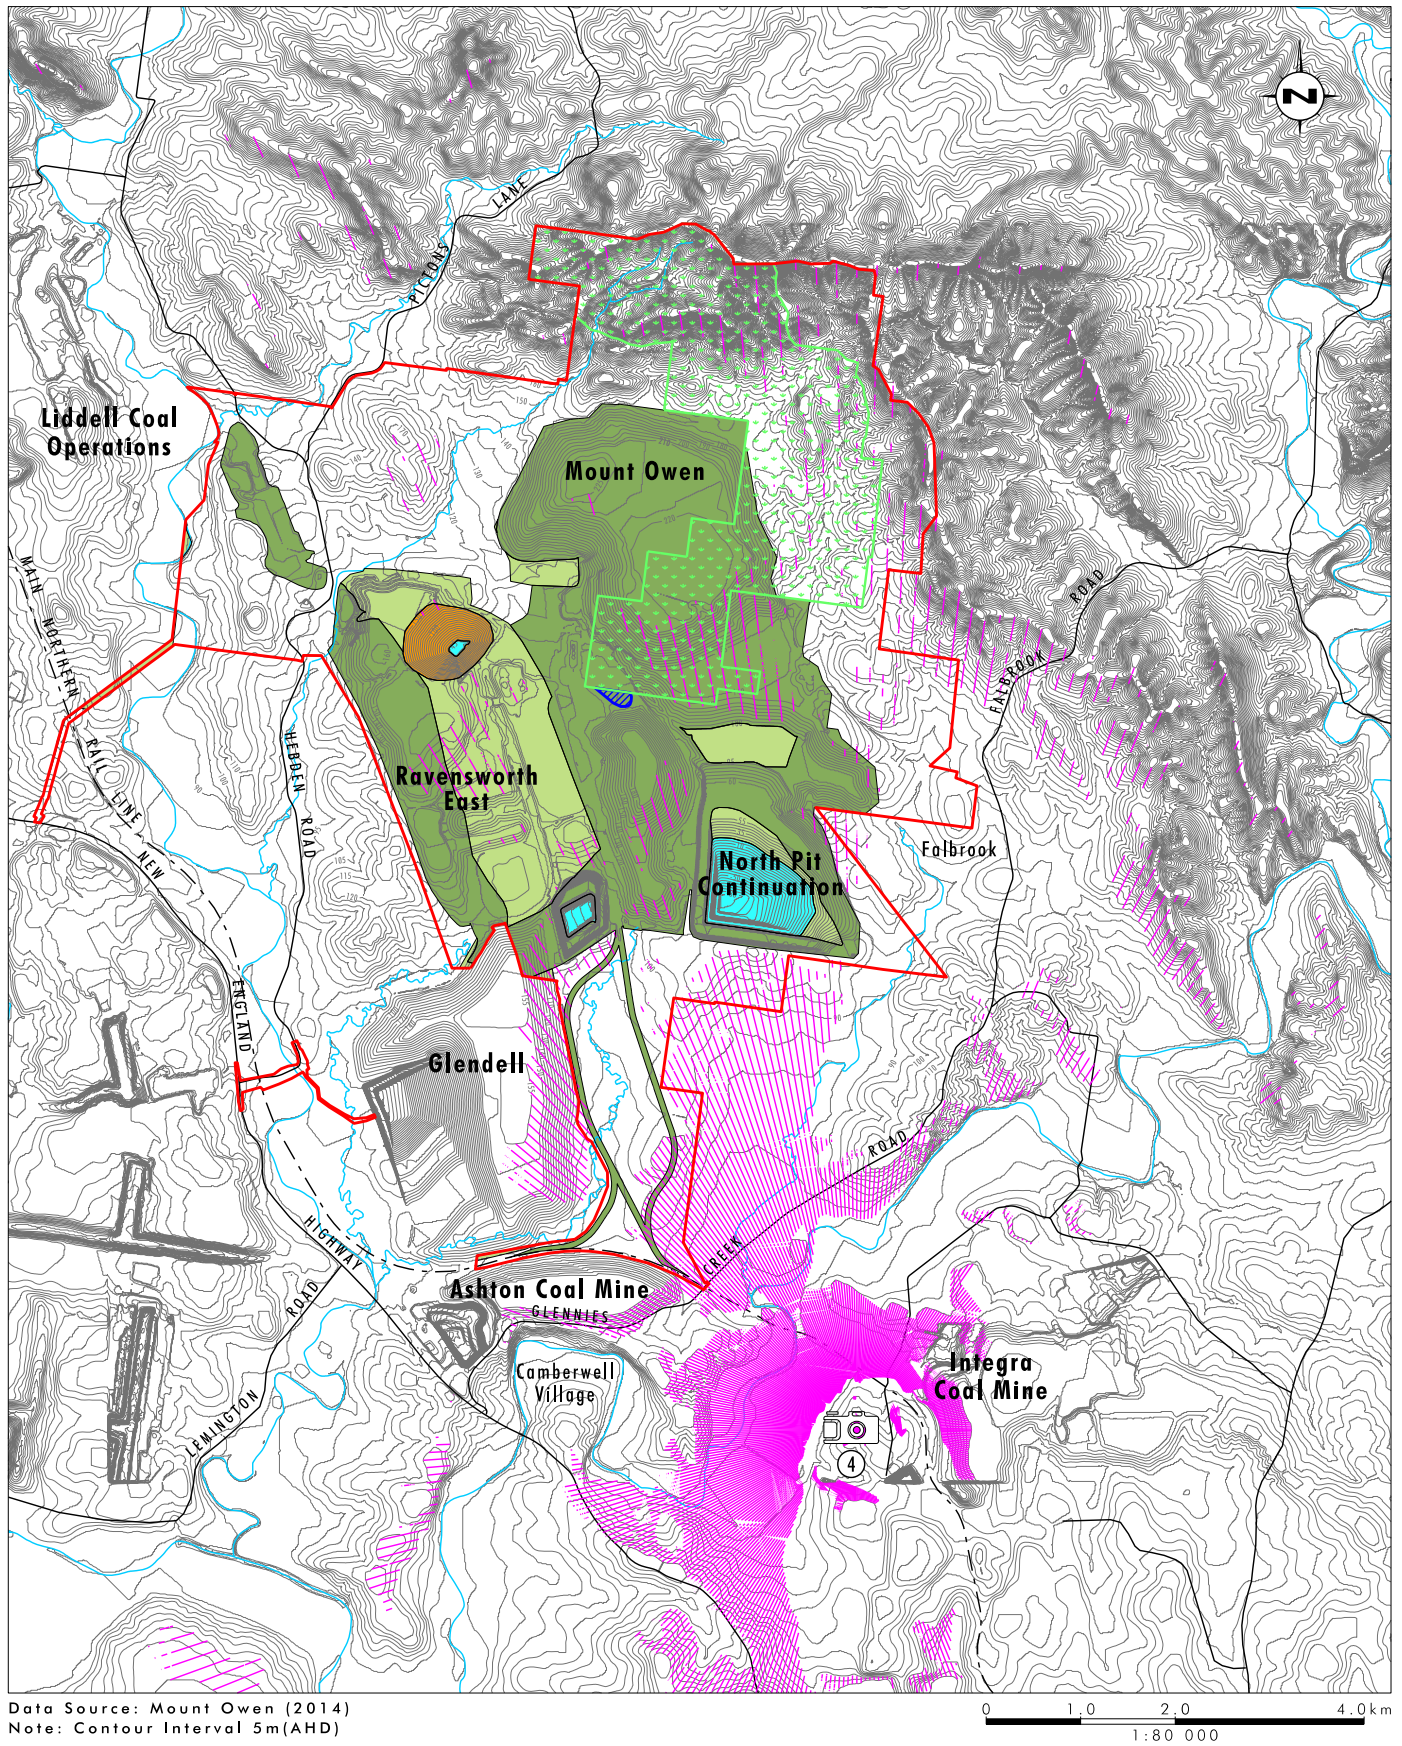 N
LANE
PICTONS
Liddell Coal
Operations
Mount Owen
MAIN
NORTHERN
RAIL
LINE
ROAD
FALBROOK
HEBDEN
ROAD
Ravensworth
East
NEW
ENGLAND
HIGHWAY
North Pit
Continuation
Falbrook
Glendell
ROAD
CREEK
GLENNIES
Ashton Coal Mine
ROAD
LEMINGTON
Camberwell
Village
Integra
Coal Mine
4
Data Source: Mount Owen (2014)
Note: Contour Interval 5m(AHD)
0 1.0 2.0 4.0km
1:80 000